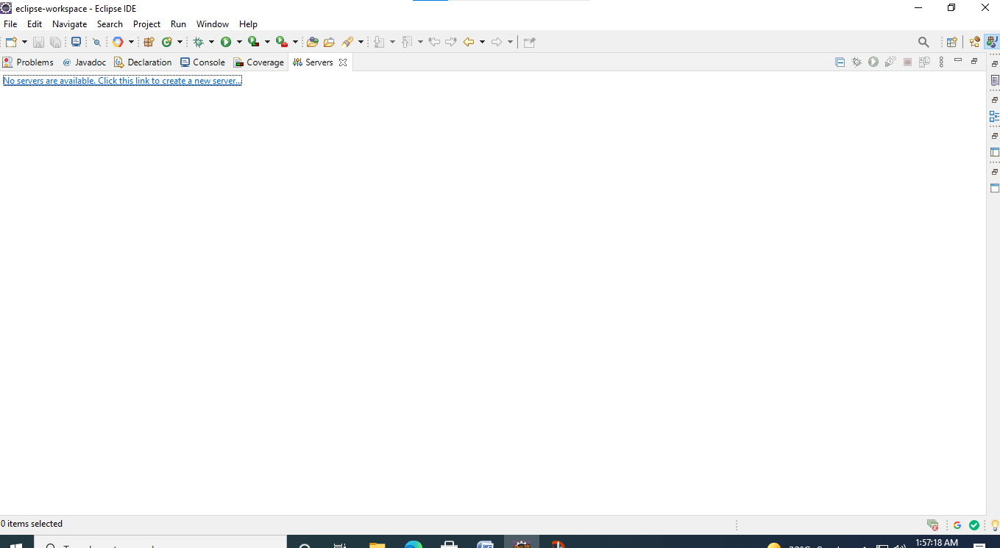 eclipse-workspace - Eclipse IDE
File Edit Navigate Search Project Run Window Help
Problems @ Javadoc Declaration Console Coverage Servers
No servers are available. Click this link to create a new server...
0 items selected
1:57:18 AM